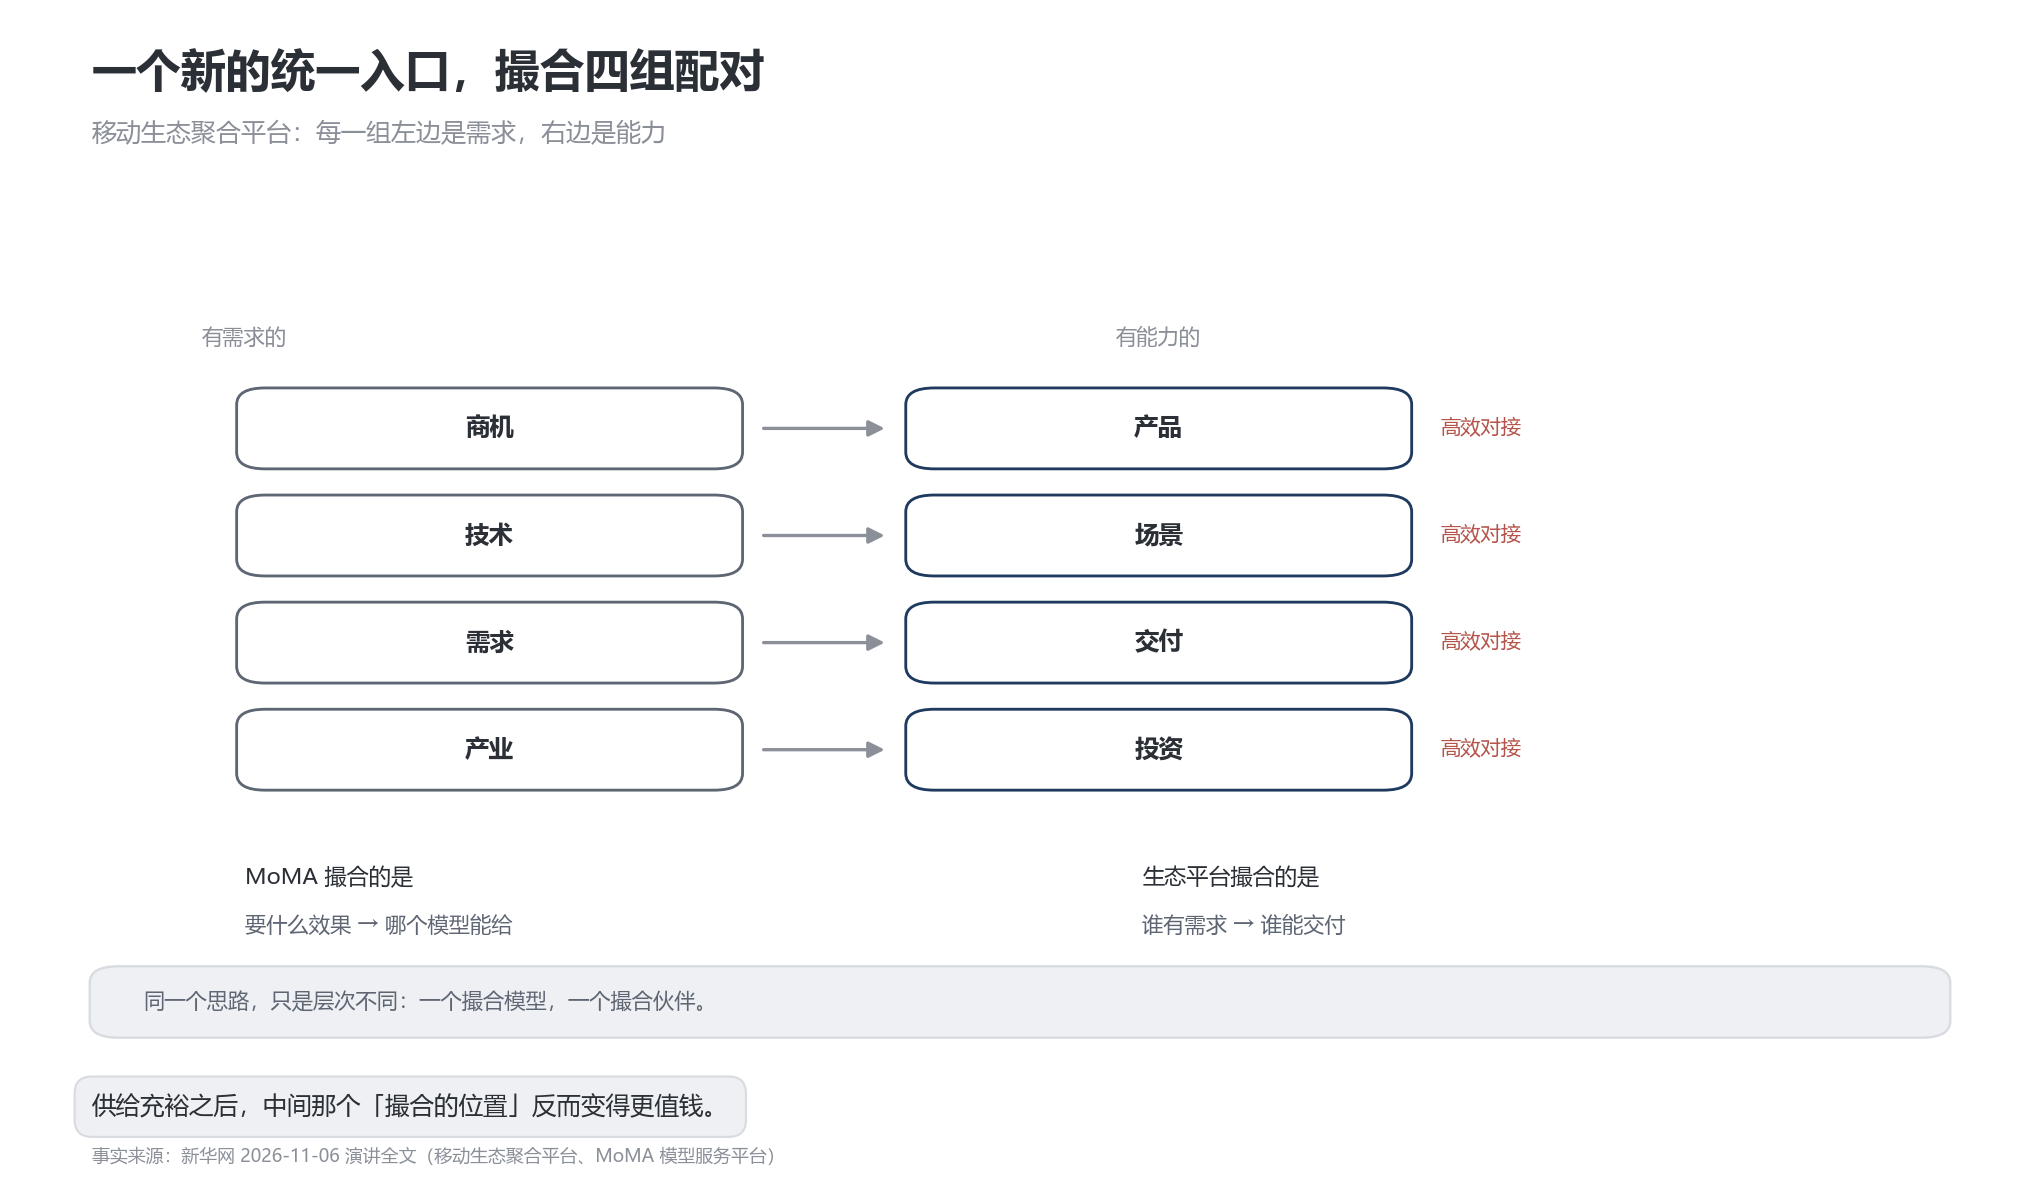 一个新的统一入口，撮合四组配对
移动生态聚合平台：每一组左边是需求，右边是能力
有需求的
有能力的
商机
产品
高效对接
技术
场景
高效对接
需求
交付
高效对接
产业
投资
高效对接
MoMA 撮合的是
生态平台撮合的是
要什么效果 → 哪个模型能给
谁有需求 → 谁能交付
同一个思路，只是层次不同：一个撮合模型，一个撮合伙伴。
供给充裕之后，中间那个「撮合的位置」反而变得更值钱。
事实来源：新华网 2026-11-06 演讲全文（移动生态聚合平台、MoMA 模型服务平台）